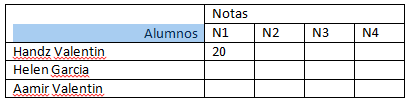 Notas
Alumnos N1 N2 N3 N4
Handz Valentin 20
Helen Garcia
Aamir Valentin